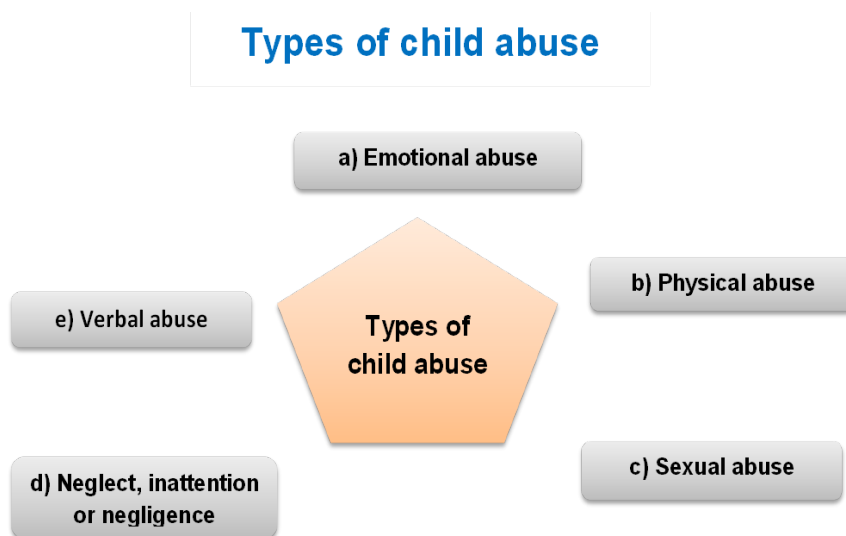 Types of child abuse
a) Emotional abuse
b) Physical abuse
e) Verbal abuse
Types of
child abuse
c) Sexual abuse
d) Neglect, inattention
or negligence